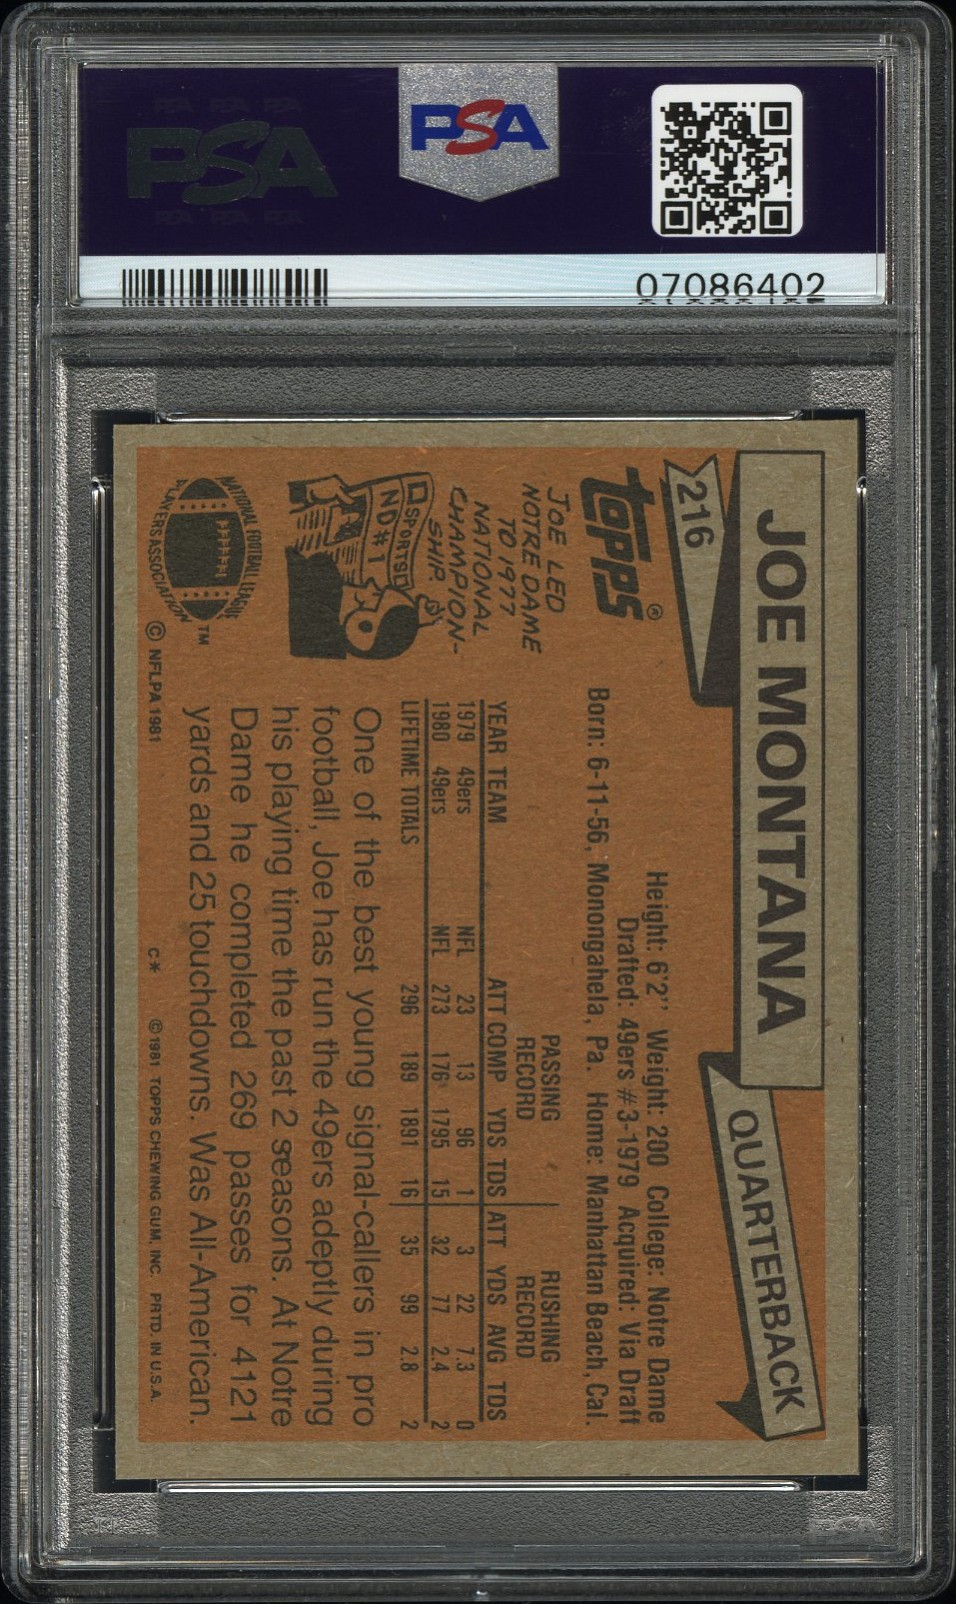 PSA
PSA
07086402
JOE MONTANA
QUARTERBACK
216
TOPPS®
Height: 6'2'' Weight: 200 College: Notre Dame
Drafted: 49ers #3-1979 Acquired: Via Draft
Born: 6-11-56, Monongahela, Pa. Home: Manhattan Beach, Cal.
JOE LED
NOTRE DAME
TO 1977
NATIONAL
CHAMPION-
SHIP.
SPORTS
ND #1
PASSING RECORD RUSHING RECORD
YEAR TEAM ATT COMP YDS TDS ATT YDS AVG TDS
1979 49ers NFL 23 13 96 1 3 22 7.3 0
1980 49ers NFL 273 176 1795 15 32 77 2.4 2
LIFETIME TOTALS 296 189 1891 16 35 99 2.8 2
One of the best young signal-callers in pro
football, Joe has run the 49ers adeptly during
his playing time the past 2 seasons. At Notre
Dame he completed 269 passes for 4121
yards and 25 touchdowns. Was All-American.
NATIONAL FOOTBALL LEAGUE
PLAYERS ASSOCIATION
TM
© NFLPA 1981
C* ©1981 TOPPS CHEWING GUM, INC. PRTD. IN U.S.A.